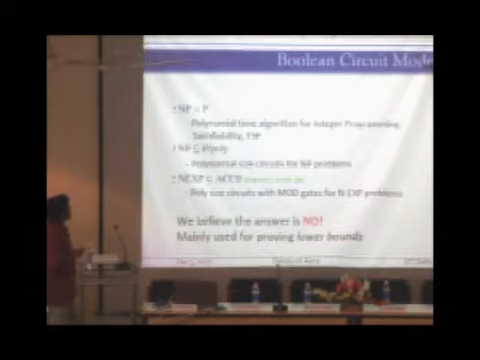 Boolean Circuit Mode
? NP = P
- Polynomial time algorithm for Integer Programming,
Satisfiability, TSP
? NP ⊆ P/poly
- Polynomial size circuits for NP problems
? NEXP ⊆ ACC0
- Poly size circuits with MOD gates for NEXP problems
We believe the answer is NO!
Mainly used for proving lower bounds